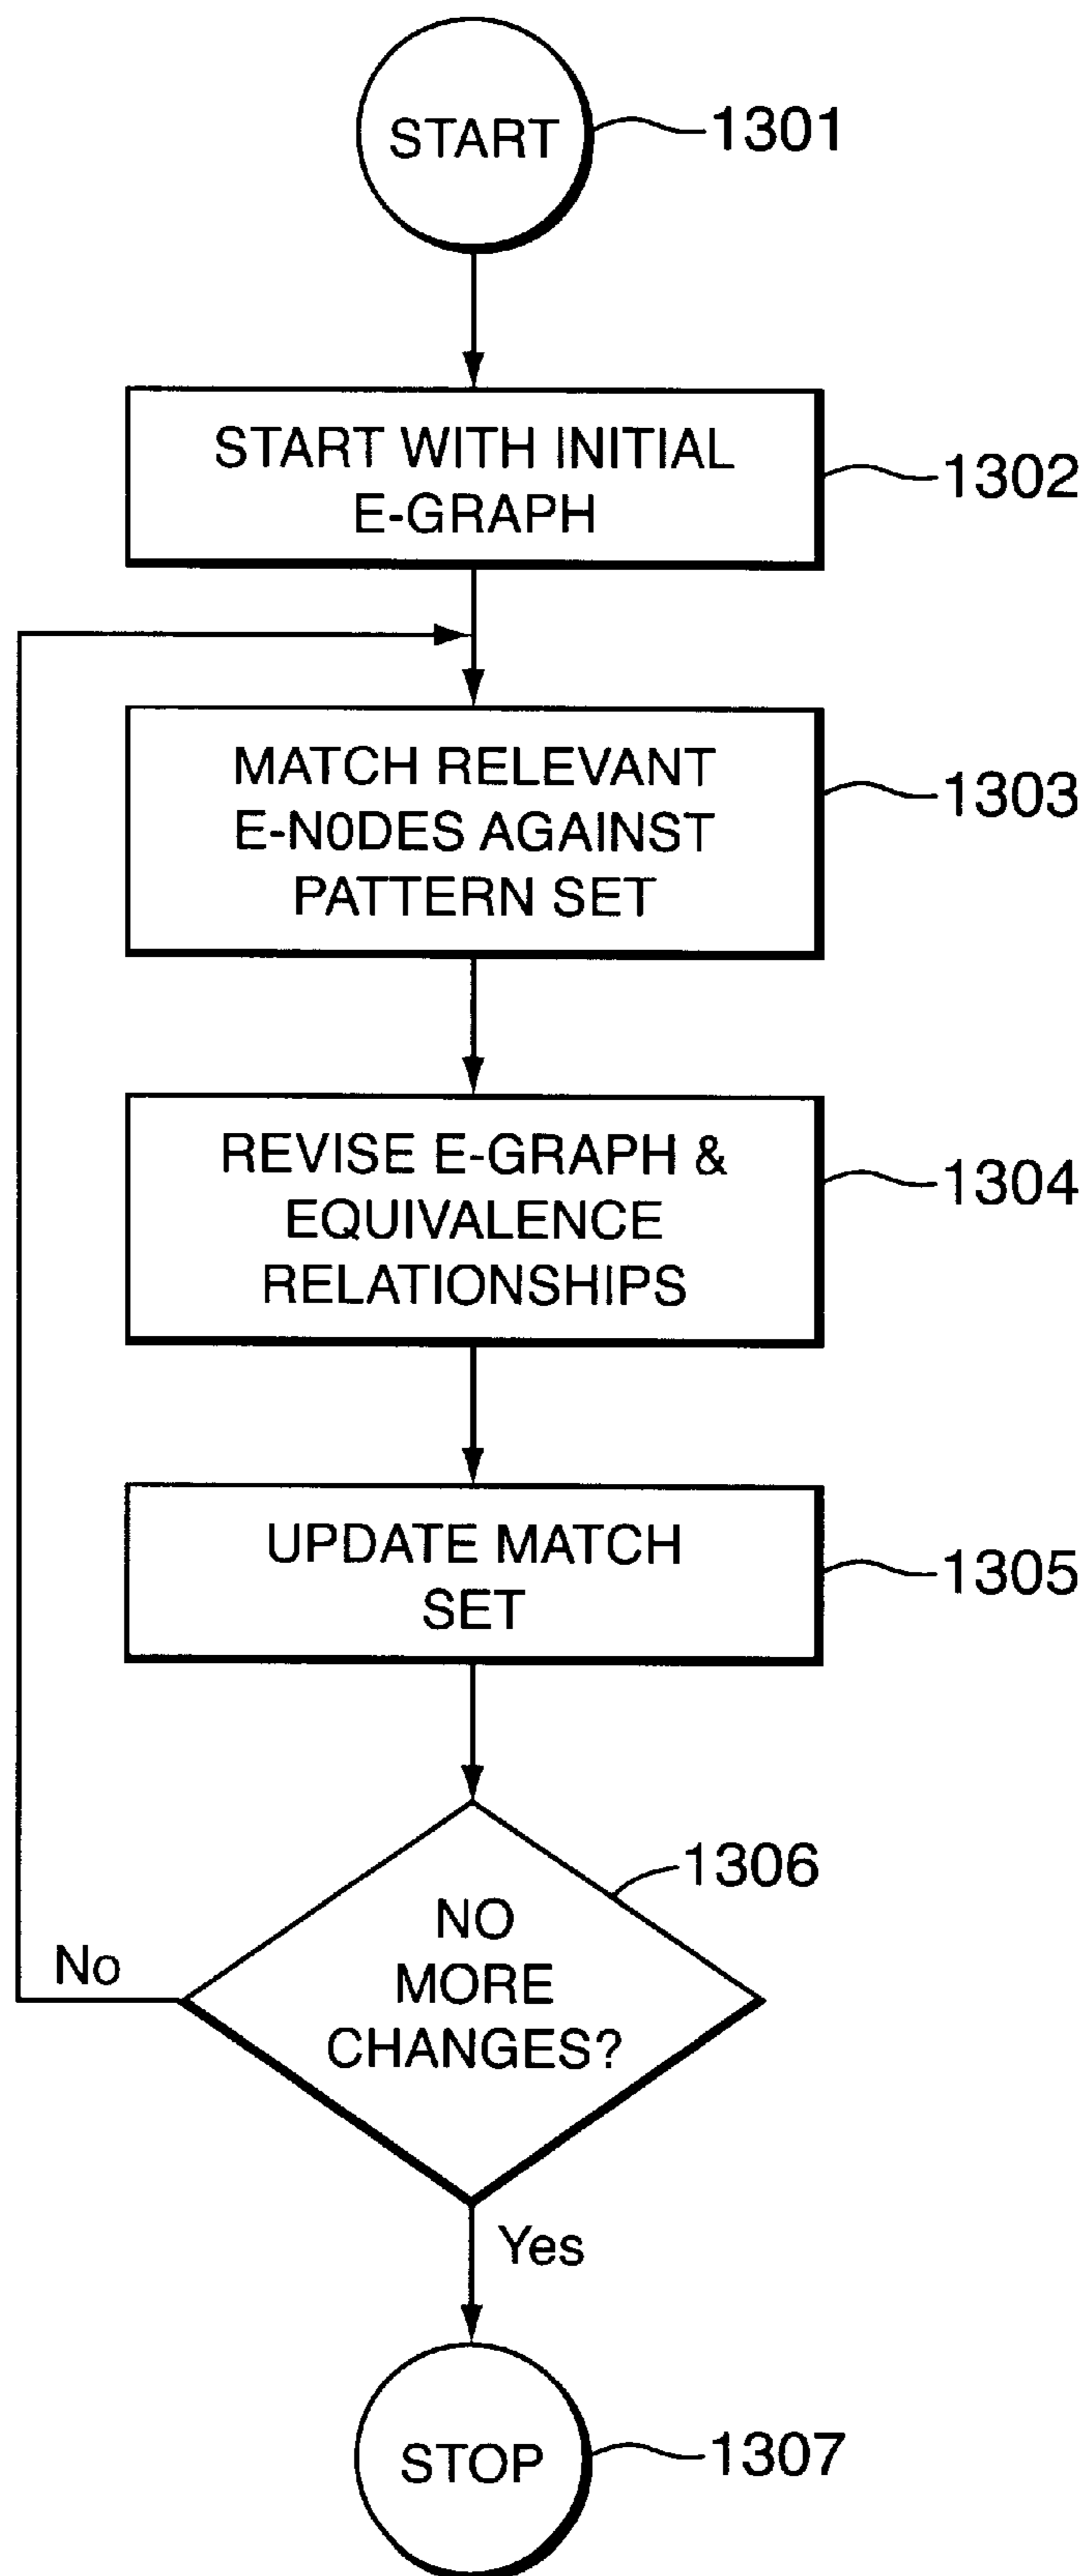 START
1301
START WITH INITIAL
E-GRAPH
1302
MATCH RELEVANT
E-N0DES AGAINST
PATTERN SET
1303
REVISE E-GRAPH &
EQUIVALENCE
RELATIONSHIPS
1304
UPDATE MATCH
SET
1305
1306
NO
MORE
CHANGES?
No
Yes
STOP
1307